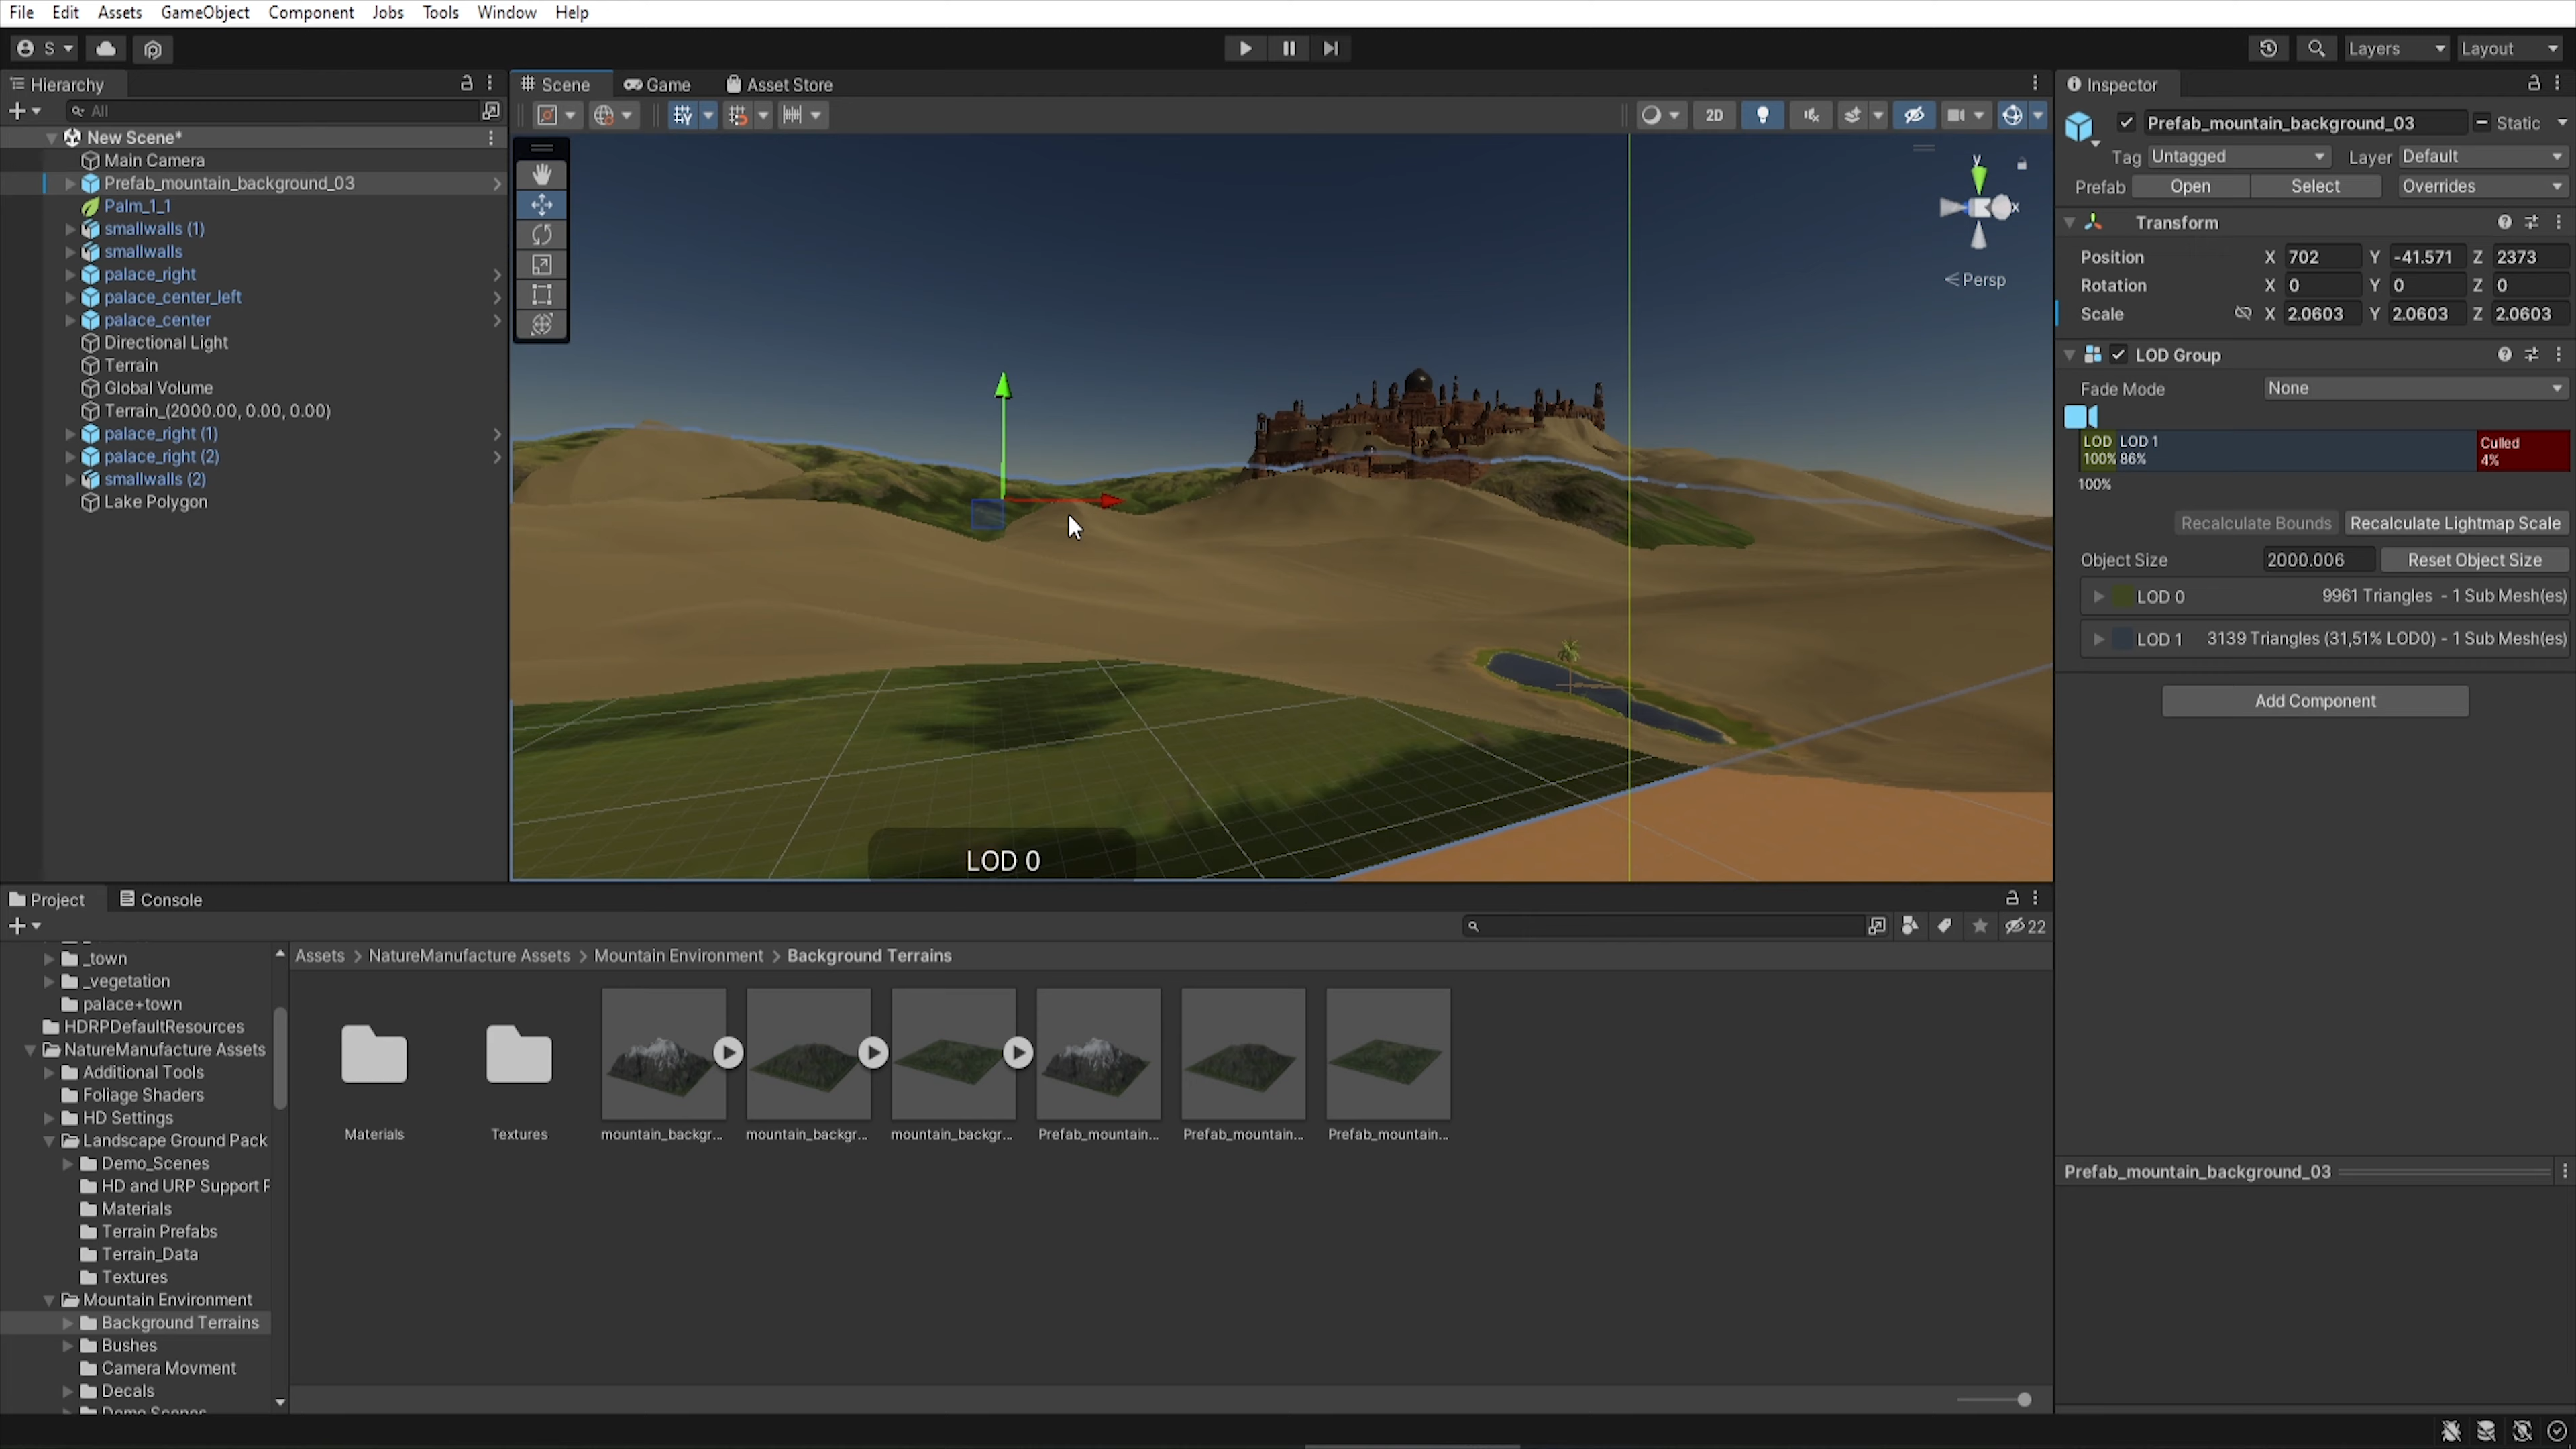 File Edit Assets GameObject Component Jobs Tools Window Help
S
Layers Layout
Hierarchy
All
New Scene*
Main Camera
Prefab_mountain_background_03
Palm_1_1
smallwalls (1)
smallwalls
palace_right
palace_center_left
palace_center
Directional Light
Terrain
Global Volume
Terrain_(2000.00, 0.00, 0.00)
palace_right (1)
palace_right (2)
smallwalls (2)
Lake Polygon
Scene Game Asset Store
2D
y
x
Persp
LOD 0
Inspector
Prefab_mountain_background_03 Static
Tag Untagged Layer Default
Prefab Open Select Overrides
Transform
Position X 702 Y -41.571 Z 2373
Rotation X 0 Y 0 Z 0
Scale X 2.0603 Y 2.0603 Z 2.0603
LOD Group
Fade Mode None
LOD LOD 1 Culled
100% 86% 4%
100%
Recalculate Bounds Recalculate Lightmap Scale
Object Size 2000.006 Reset Object Size
LOD 0 9961 Triangles - 1 Sub Mesh(es)
LOD 1 3139 Triangles (31,51% LOD0) - 1 Sub Mesh(es)
Add Component
Prefab_mountain_background_03
Project Console
22
_town
_vegetation
palace+town
HDRPDefaultResources
NatureManufacture Assets
Additional Tools
Foliage Shaders
HD Settings
Landscape Ground Pack
Demo_Scenes
HD and URP Support P
Materials
Terrain Prefabs
Terrain_Data
Textures
Mountain Environment
Background Terrains
Bushes
Camera Movment
Decals
Assets > NatureManufacture Assets > Mountain Environment > Background Terrains
Materials Textures mountain_backgr... mountain_backgr... mountain_backgr... Prefab_mountain... Prefab_mountain... Prefab_mountain...